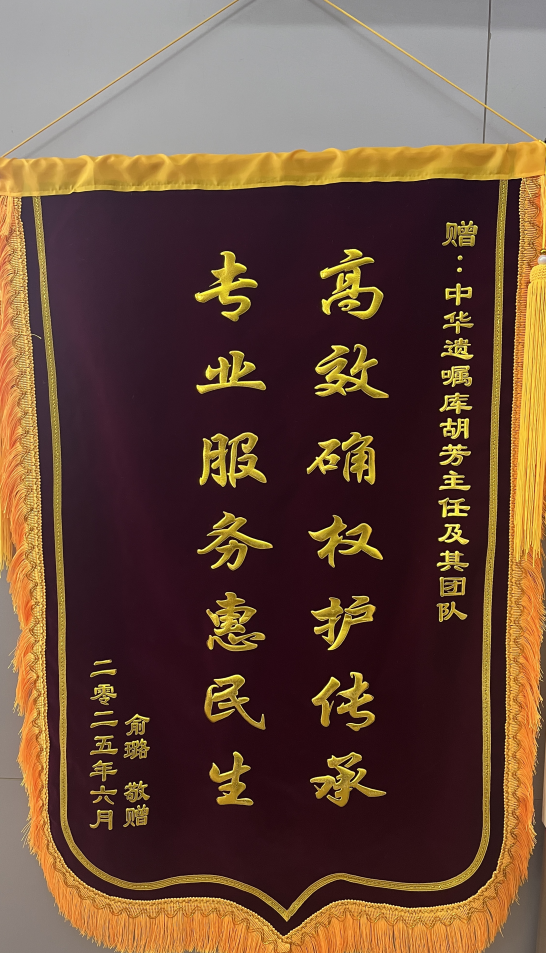 赠：中华遗嘱库胡芳主任及其团队
高效确权护传承
专业服务惠民生
俞璐 敬赠
二零二五年六月